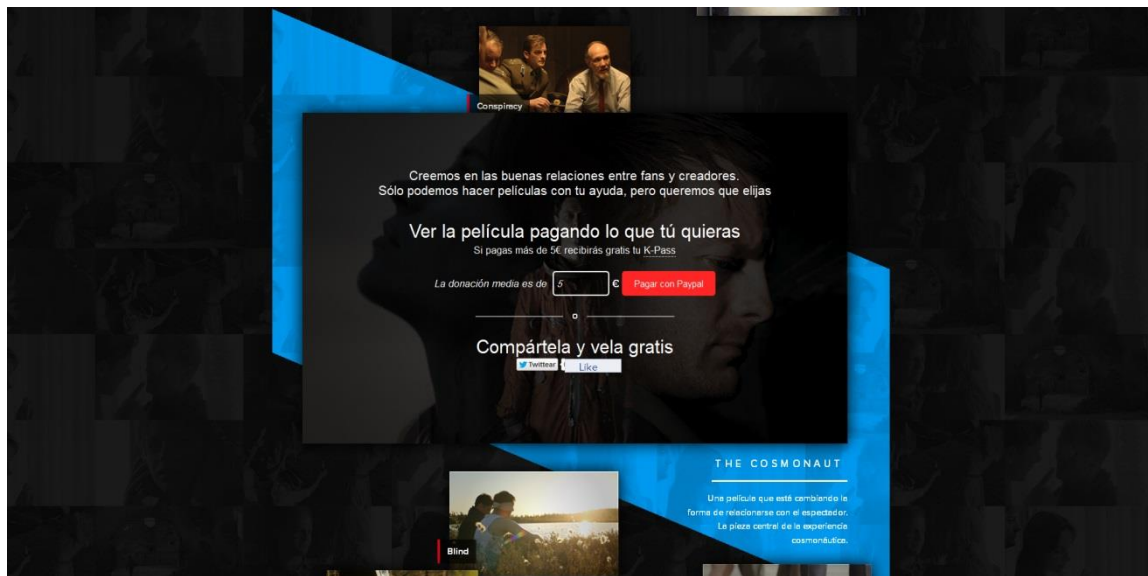 Conspiracy
Creemos en las buenas relaciones entre fans y creadores.
Sólo podemos hacer películas con tu ayuda, pero queremos que elijas
Ver la película pagando lo que tú quieras
Si pagas más de 5€ recibirás gratis tu K-Pass
La donación media es de 5 € Pagar con Paypal
o
Compártela y vela gratis
Twittear Like
THE COSMONAUT
Una película que está cambiando la
forma de relacionarse con el espectador.
La pieza central de la experiencia
cosmonáutica.
Blind